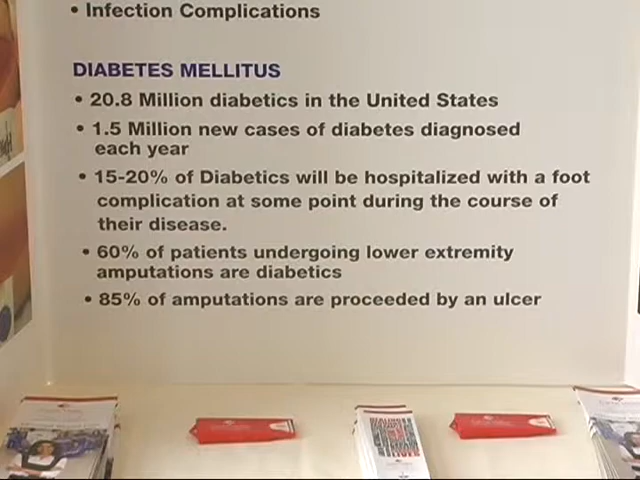 • Infection Complications
DIABETES MELLITUS
• 20.8 Million diabetics in the United States
• 1.5 Million new cases of diabetes diagnosed
each year
• 15-20% of Diabetics will be hospitalized with a foot
complication at some point during the course of
their disease.
• 60% of patients undergoing lower extremity
amputations are diabetics
• 85% of amputations are proceeded by an ulcer
LIVES